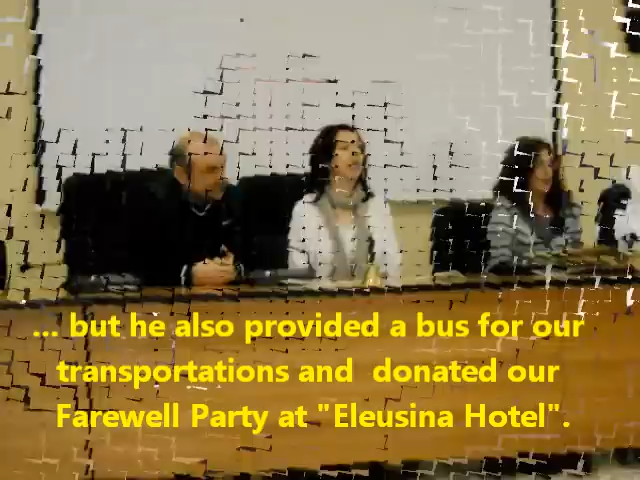 ... but he also provided a bus for our
transportations and  donated our
Farewell Party at "Eleusina Hotel".